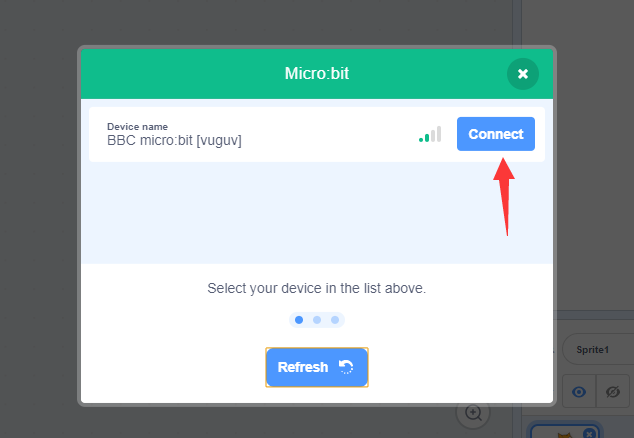 Micro:bit
Device name
BBC micro:bit [vuguv]
Connect
Select your device in the list above.
Refresh
Sprite1